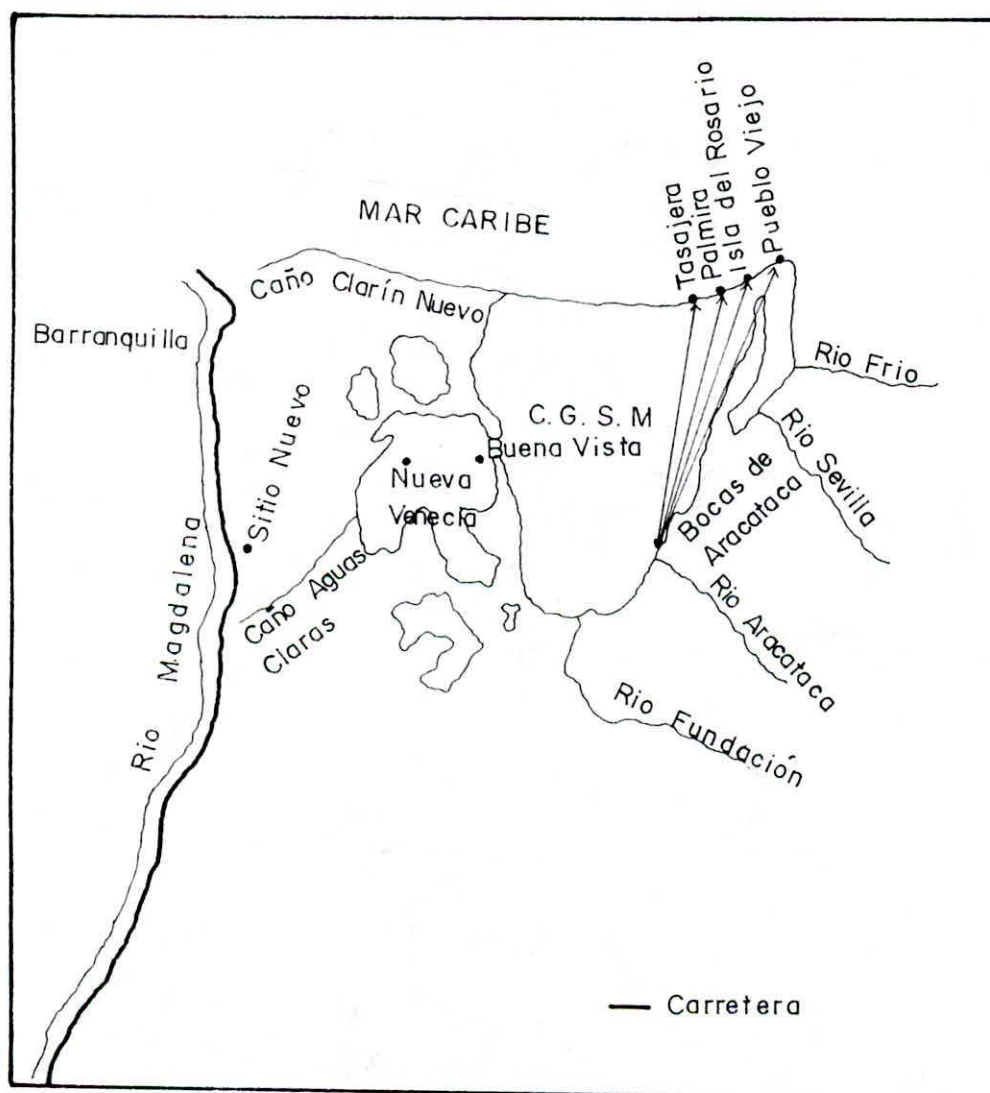 Tasajera
Palmira
Isla del Rosario
Pueblo Viejo
MAR CARIBE
Caño Clarín Nuevo
Barranquilla
Rio Frio
C. G. S. M
Buena Vista
Sitio Nuevo
Nueva
Venecia
Rio Sevilla
Bocas de
Aracataca
Caño Aguas
Claras
Rio Magdalena
Rio Aracataca
Rio Fundación
Carretera